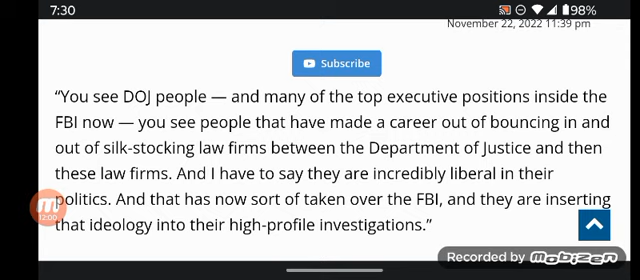 7:30
98%
November 22, 2022 11:39 pm
Subscribe
“You see DOJ people — and many of the top executive positions inside the
FBI now — you see people that have made a career out of bouncing in and
out of silk-stocking law firms between the Department of Justice and then
these law firms. And I have to say they are incredibly liberal in their
politics. And that has now sort of taken over the FBI, and they are inserting
that ideology into their high-profile investigations.”
12:00
Recorded by Mobizen